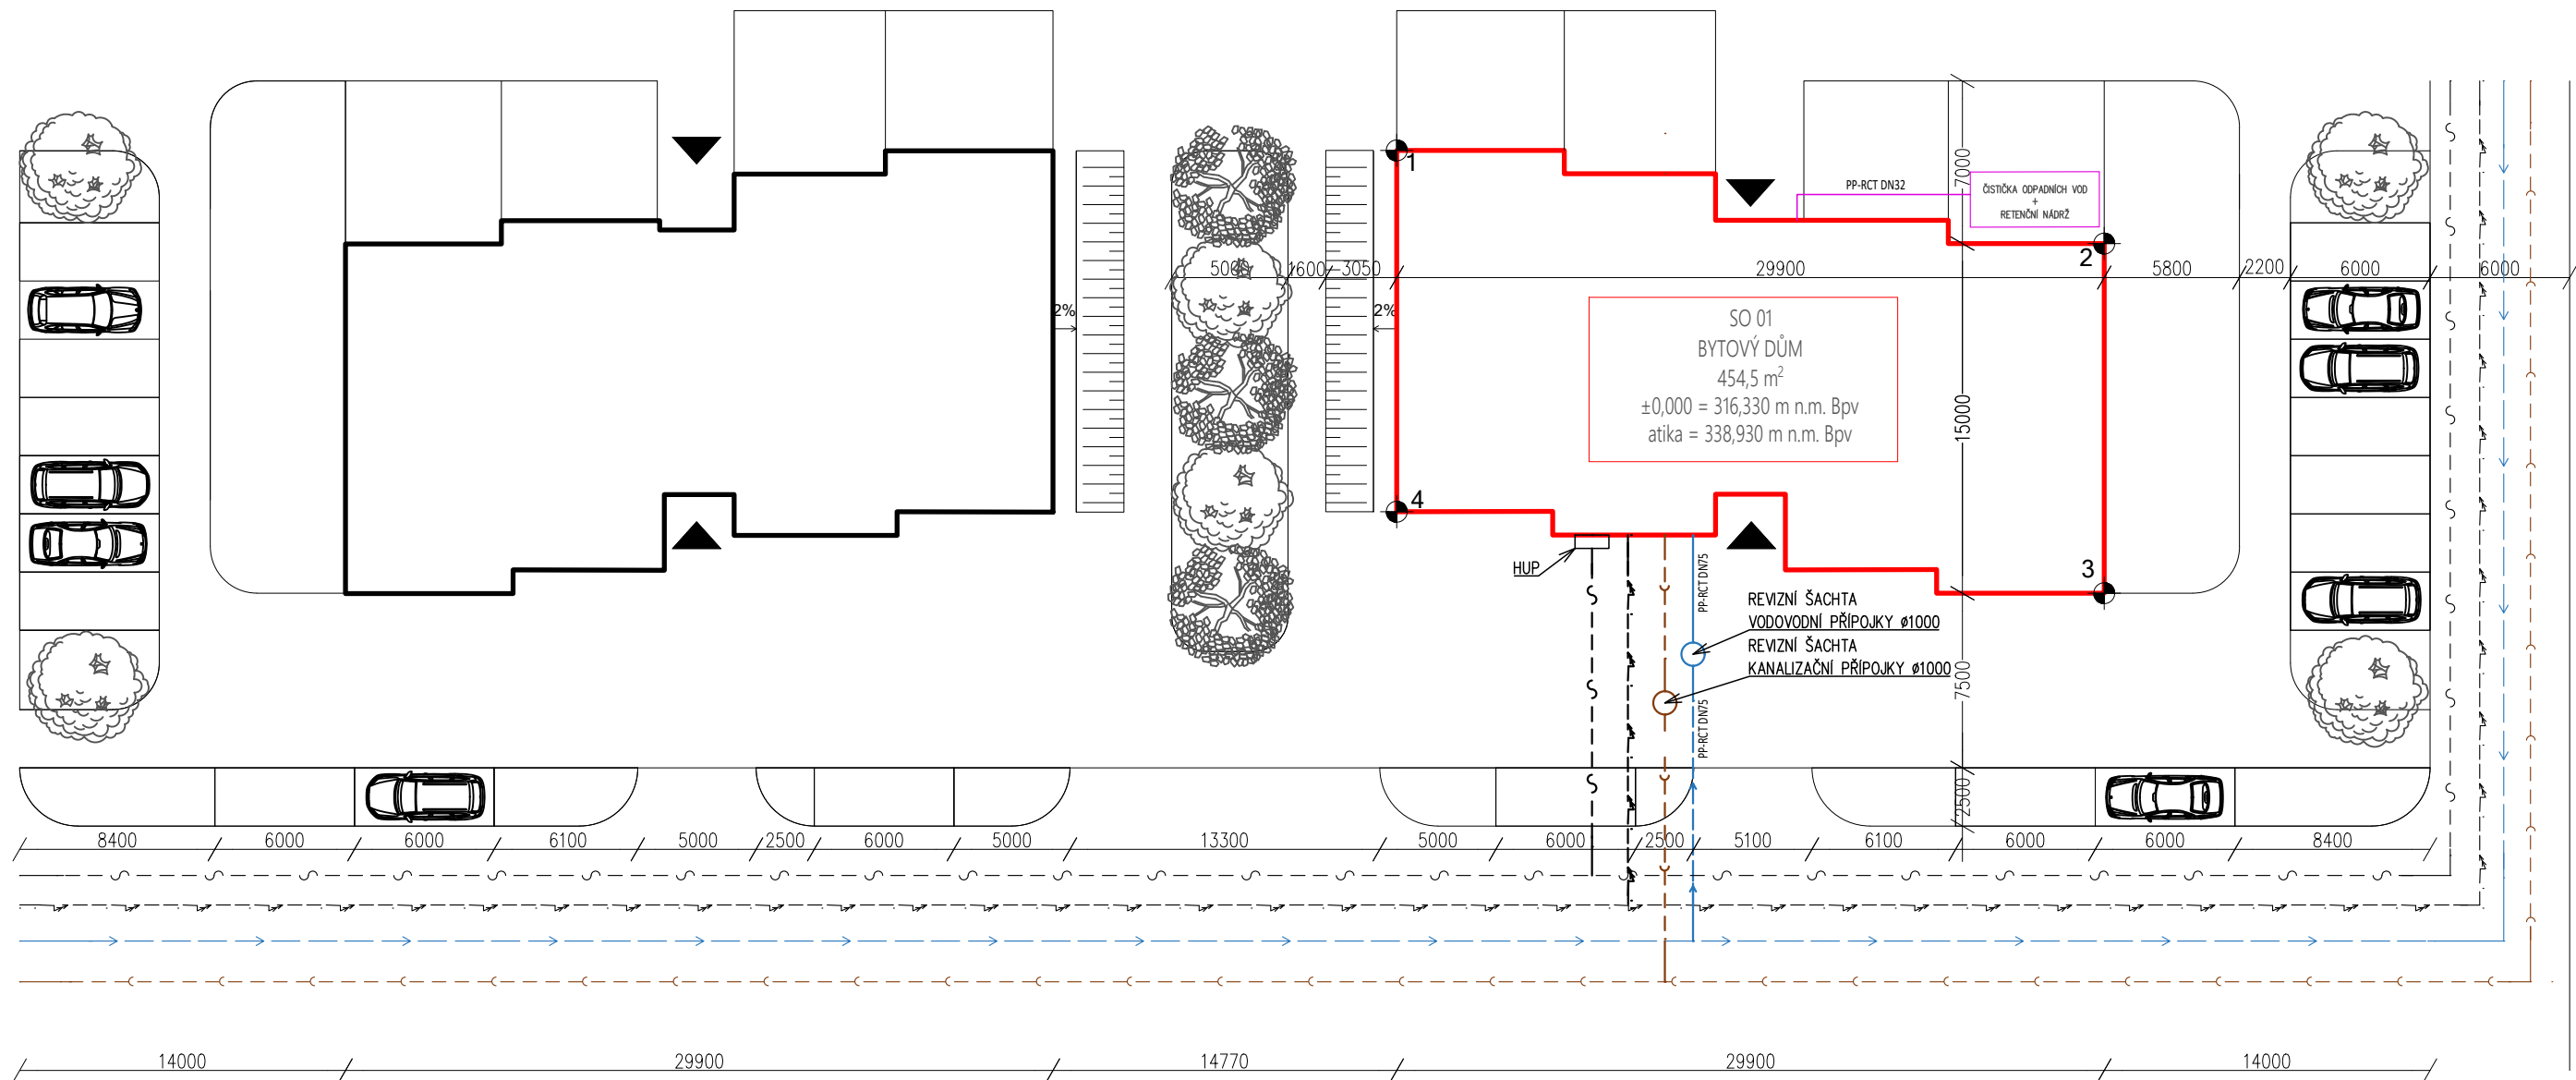 1
PP-RCT DN32
ČISTIČKA ODPADNÍCH VOD
+
RETENČNÍ NÁDRŽ
7000
2
5000
1600
3050
29900
5800
2200
6000
6000
2%
2%
SO 01
BYTOVÝ DŮM
454,5 m²
±0,000 = 316,330 m n.m. Bpv
atika = 338,930 m n.m. Bpv
15000
4
3
HUP
PP-RCT DN75
REVIZNÍ ŠACHTA
VODOVODNÍ PŘÍPOJKY ø1000
REVIZNÍ ŠACHTA
KANALIZAČNÍ PŘÍPOJKY ø1000
7500
PP-RCT DN75
2500
8400
6000
6000
6100
5000
2500
6000
5000
13300
5000
6000
2500
5100
6100
6000
6000
8400
14000
29900
14770
29900
14000